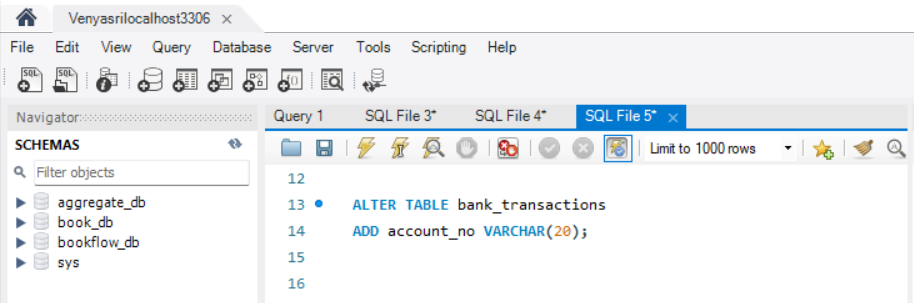 Venyasrilocalhost3306 ×
File Edit View Query Database Server Tools Scripting Help
SQL SQL
Navigator
Query 1 SQL File 3* SQL File 4* SQL File 5* ×
SCHEMAS
Limit to 1000 rows
Filter objects
aggregate_db
book_db
bookflow_db
sys
12
13 ALTER TABLE bank_transactions
14 ADD account_no VARCHAR(20);
15
16